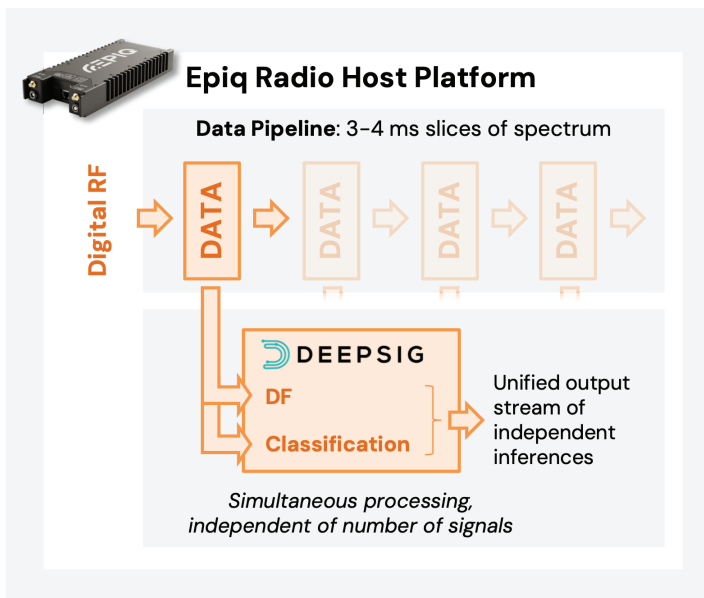 EPIQ
Epiq Radio Host Platform
Data Pipeline: 3-4 ms slices of spectrum
Digital RF
DATA
DATA
DATA
DATA
DEEPSIG
DF
Classification
Unified output
stream of
independent
inferences
Simultaneous processing,
independent of number of signals